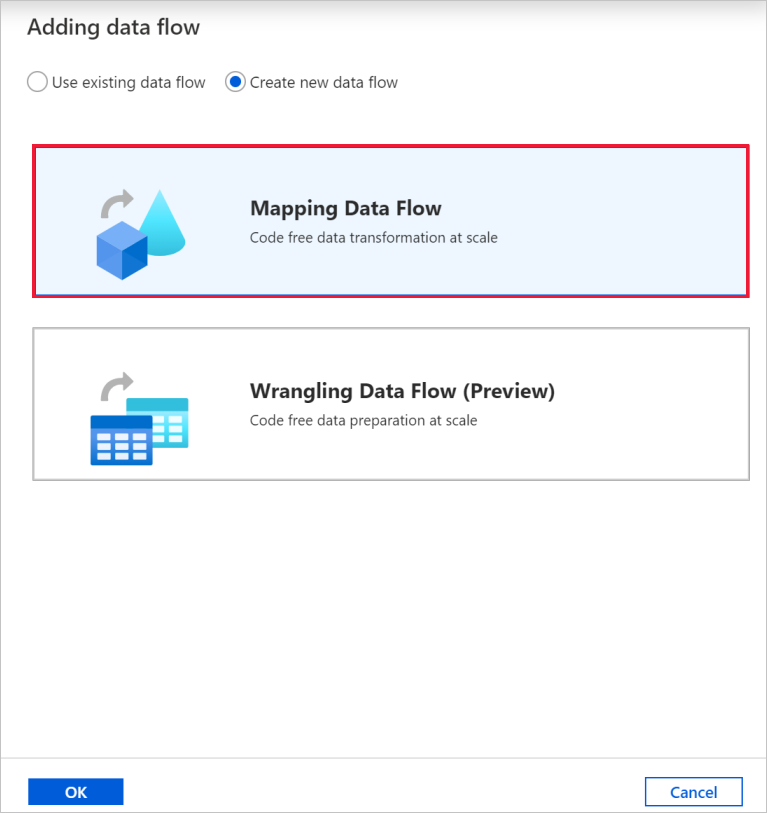 Adding data flow
Use existing data flow Create new data flow
Mapping Data Flow
Code free data transformation at scale
Wrangling Data Flow (Preview)
Code free data preparation at scale
OK Cancel